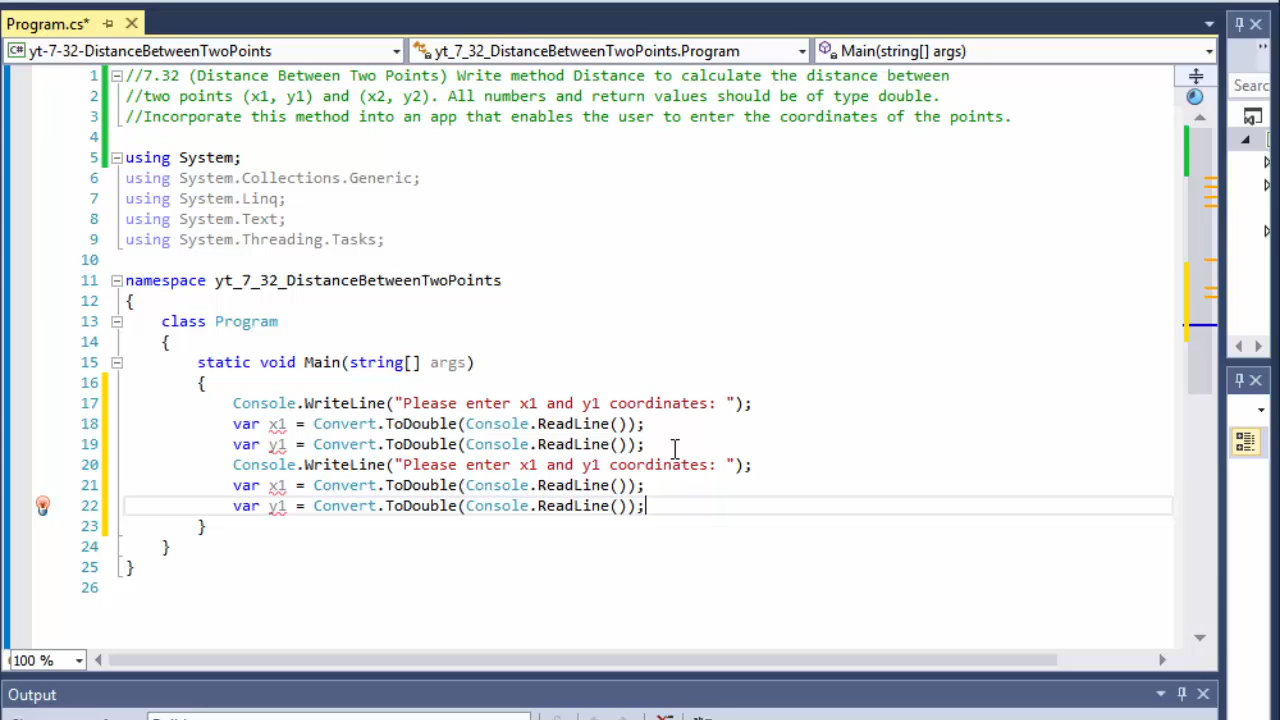 Program.cs*
yt-7-32-DistanceBetweenTwoPoints
yt_7_32_DistanceBetweenTwoPoints.Program
Main(string[] args)
Searc
1 //7.32 (Distance Between Two Points) Write method Distance to calculate the distance between
2 //two points (x1, y1) and (x2, y2). All numbers and return values should be of type double.
3 //Incorporate this method into an app that enables the user to enter the coordinates of the points.
4
5 using System;
6 using System.Collections.Generic;
7 using System.Linq;
8 using System.Text;
9 using System.Threading.Tasks;
10
11 namespace yt_7_32_DistanceBetweenTwoPoints
12 {
13 class Program
14 {
15 static void Main(string[] args)
16 {
17 Console.WriteLine("Please enter x1 and y1 coordinates: ");
18 var x1 = Convert.ToDouble(Console.ReadLine());
19 var y1 = Convert.ToDouble(Console.ReadLine());
20 Console.WriteLine("Please enter x1 and y1 coordinates: ");
21 var x1 = Convert.ToDouble(Console.ReadLine());
22 var y1 = Convert.ToDouble(Console.ReadLine());
23 }
24 }
25 }
26
100 %
Output